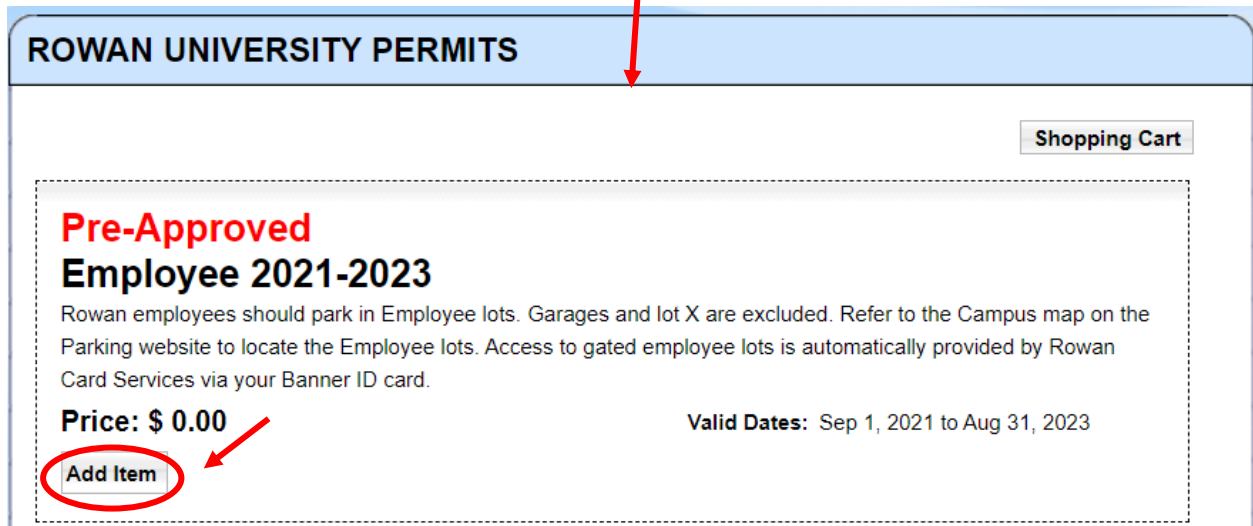 ROWAN UNIVERSITY PERMITS
Shopping Cart
Pre-Approved
Employee 2021-2023
Rowan employees should park in Employee lots. Garages and lot X are excluded. Refer to the Campus map on the
Parking website to locate the Employee lots. Access to gated employee lots is automatically provided by Rowan
Card Services via your Banner ID card.
Price: $ 0.00 Valid Dates: Sep 1, 2021 to Aug 31, 2023
Add Item